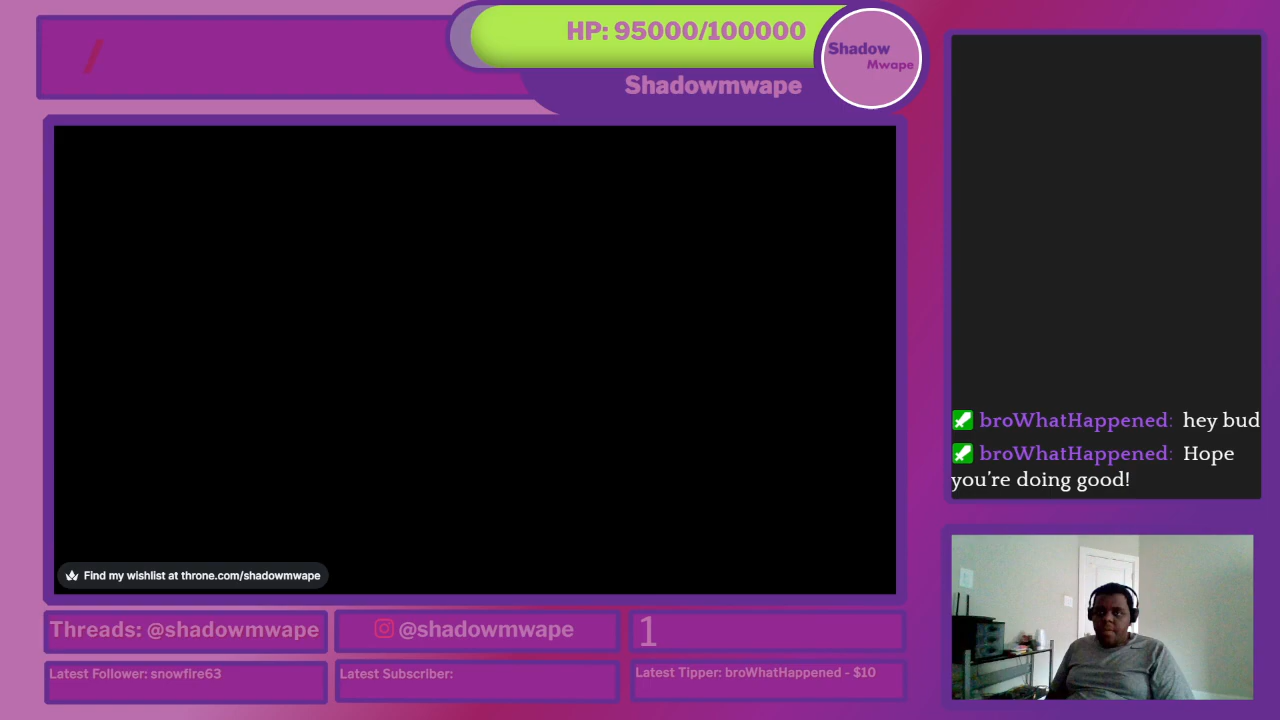 /
HP: 95000/100000
Shadowmwape
Shadow
Mwape
broWhatHappened: hey bud
broWhatHappened: Hope
you're doing good!
Find my wishlist at throne.com/shadowmwape
Threads: @shadowmwape
@shadowmwape
1
Latest Follower: snowfire63
Latest Subscriber:
Latest Tipper: broWhatHappened - $10